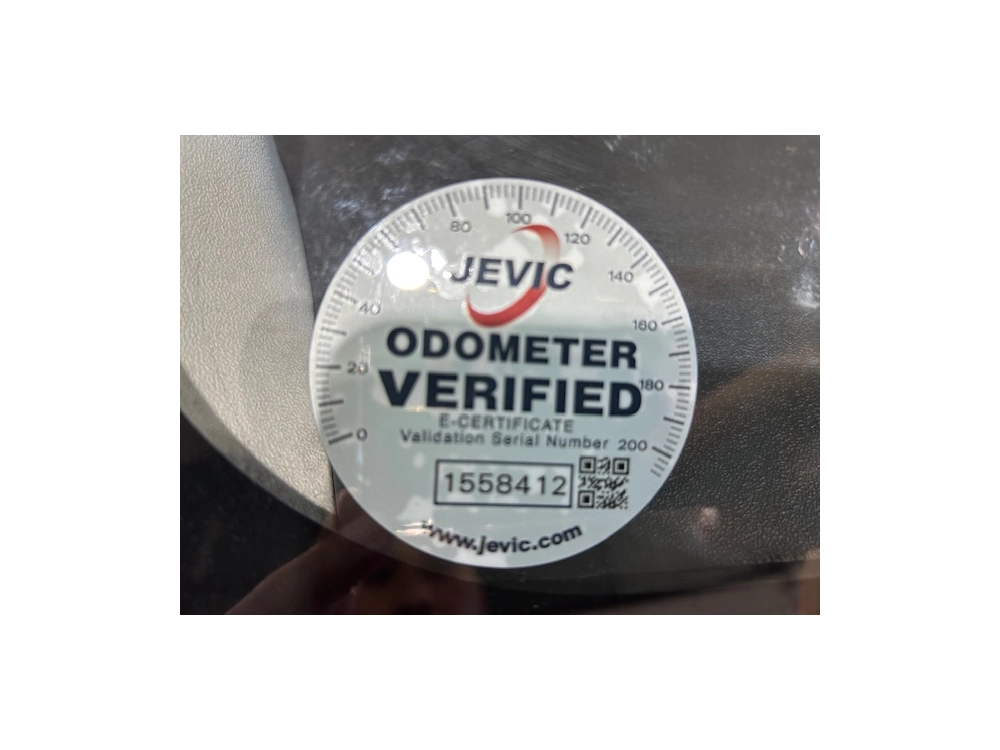 80 100 120
140
JEVIC
40
160
ODOMETER
20
VERIFIED
180
E-CERTIFICATE
0
Validation Serial Number 200
1558412
www.jevic.com